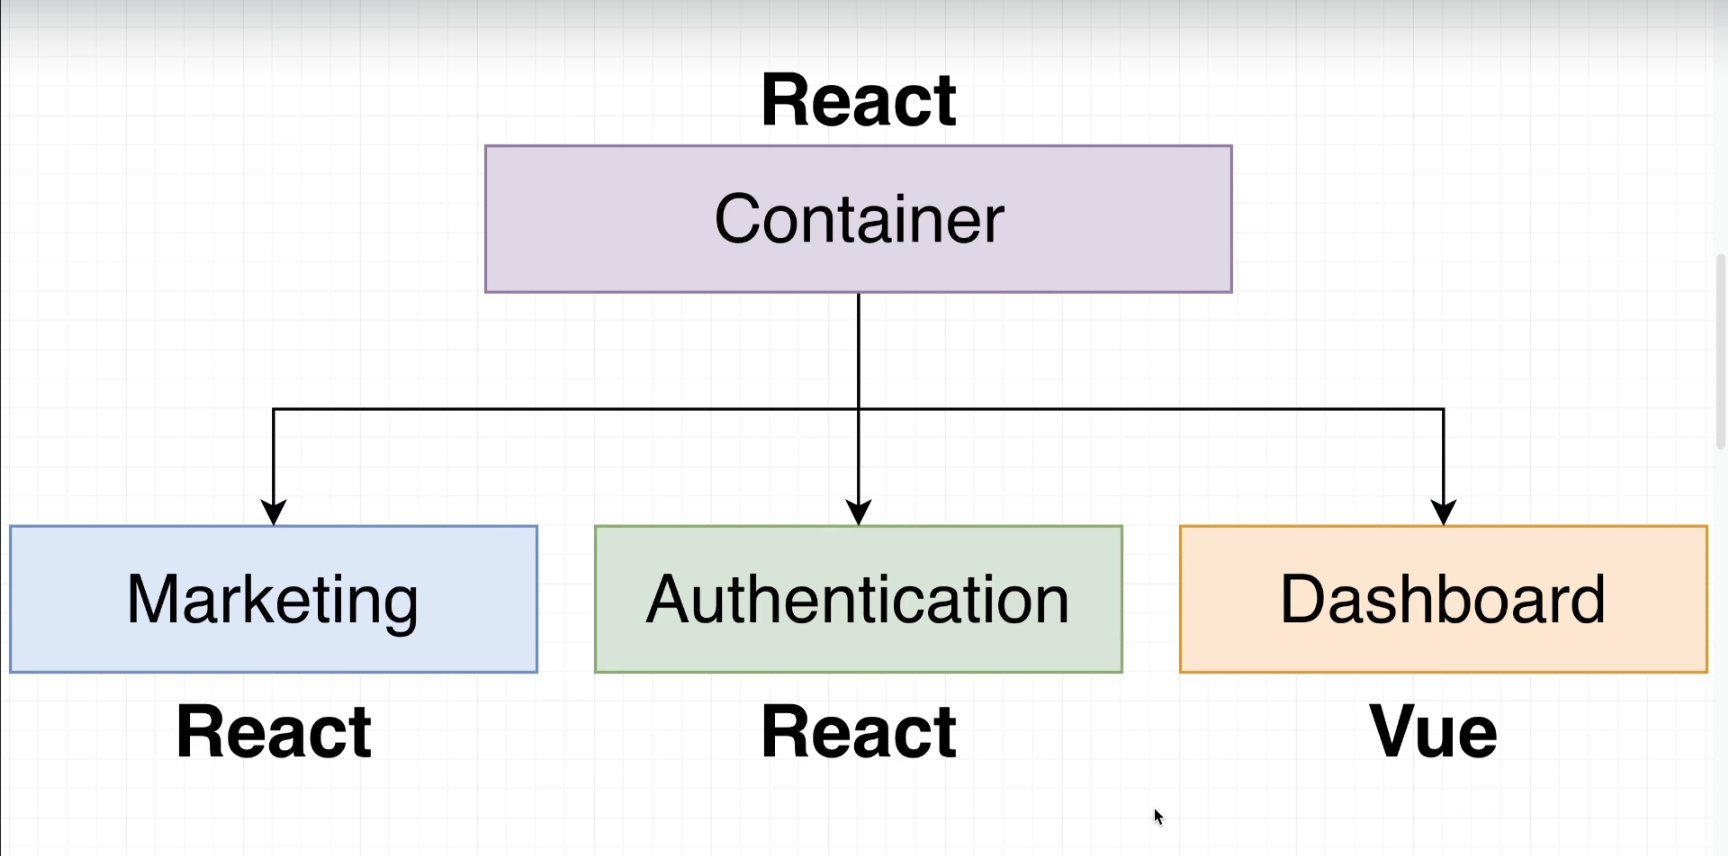 React
Container
Marketing
Authentication
Dashboard
React
React
Vue